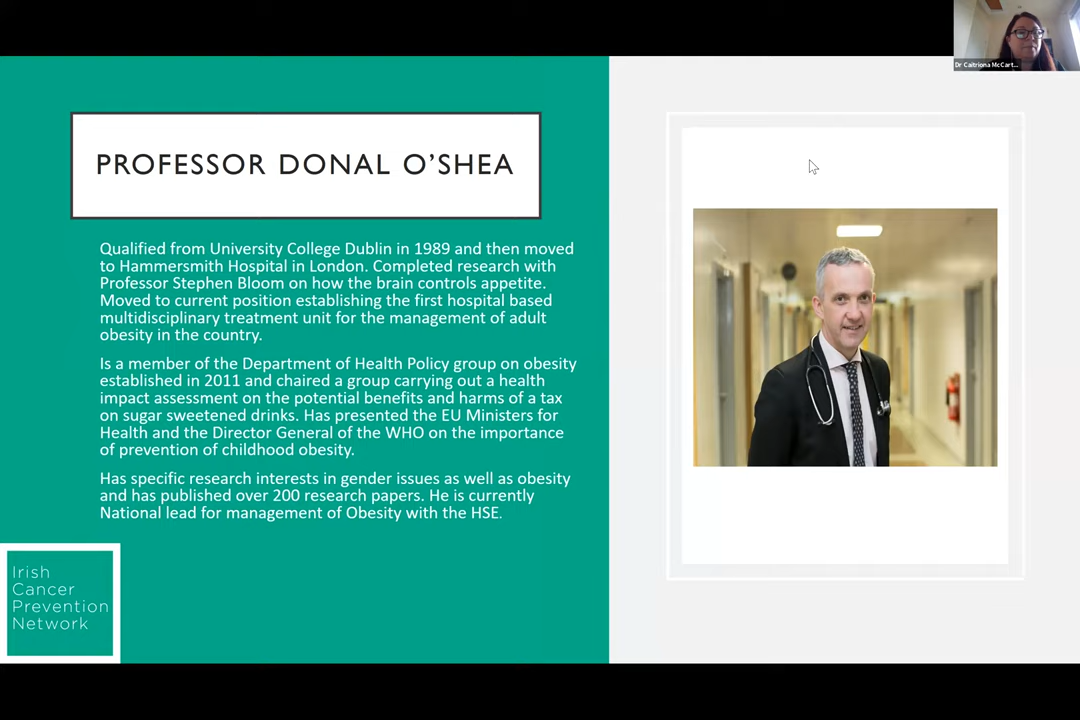 Dr Caitriona McCart...
PROFESSOR DONAL O'SHEA
Qualified from University College Dublin in 1989 and then moved
to Hammersmith Hospital in London. Completed research with
Professor Stephen Bloom on how the brain controls appetite.
Moved to current position establishing the first hospital based
multidisciplinary treatment unit for the management of adult
obesity in the country.
Is a member of the Department of Health Policy group on obesity
established in 2011 and chaired a group carrying out a health
impact assessment on the potential benefits and harms of a tax
on sugar sweetened drinks. Has presented the EU Ministers for
Health and the Director General of the WHO on the importance
of prevention of childhood obesity.
Has specific research interests in gender issues as well as obesity
and has published over 200 research papers. He is currently
National lead for management of Obesity with the HSE.
Irish
Cancer
Prevention
Network